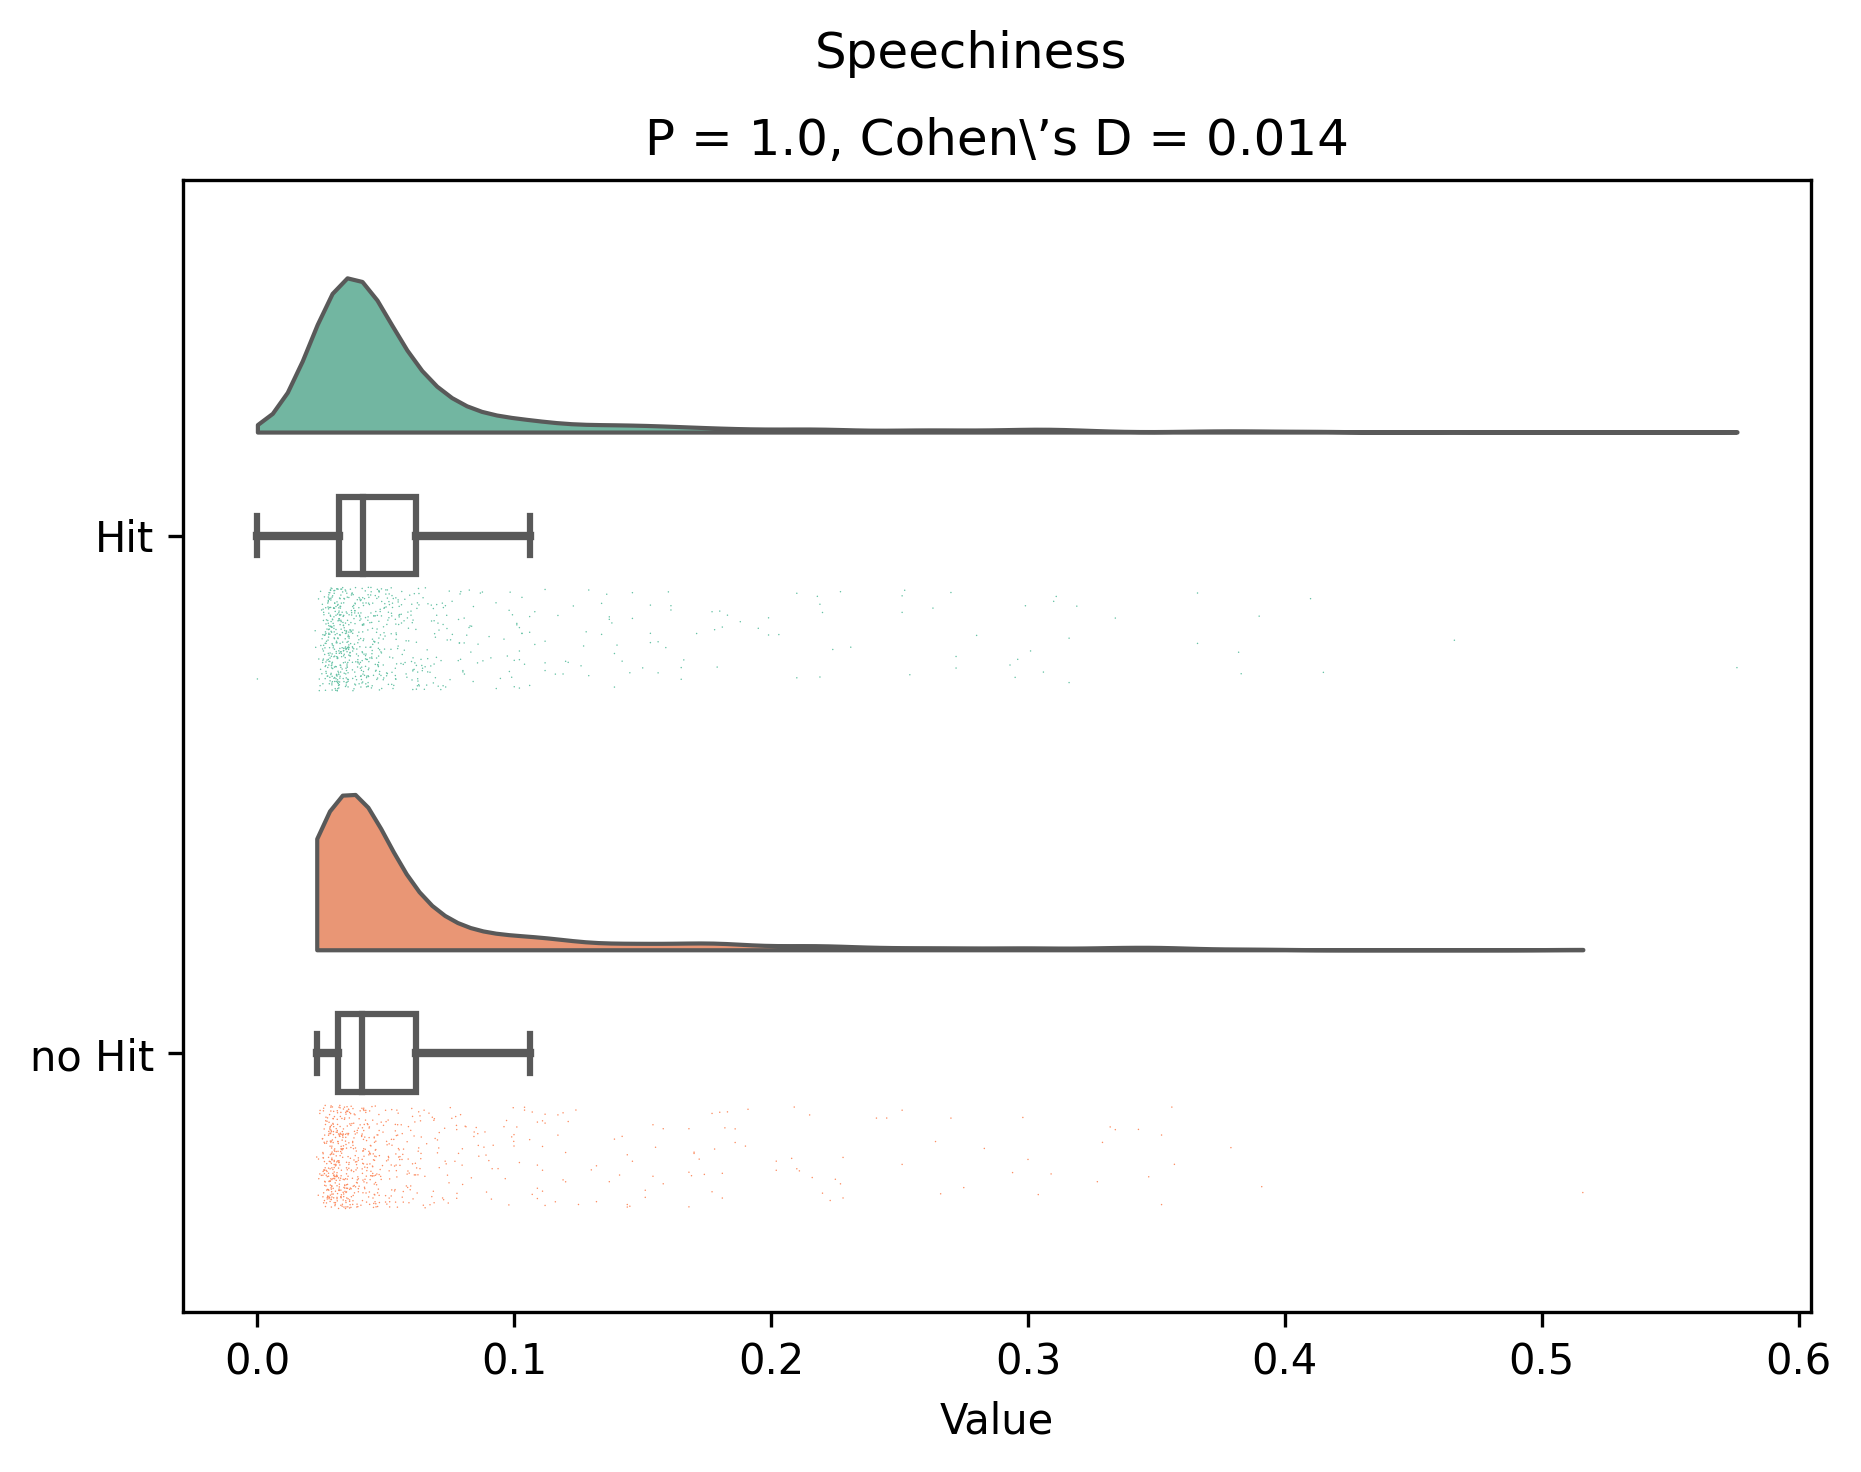 Speechiness
P = 1.0, Cohen\’s D = 0.014
Hit
no Hit
0.0 0.1 0.2 0.3 0.4 0.5 0.6
Value